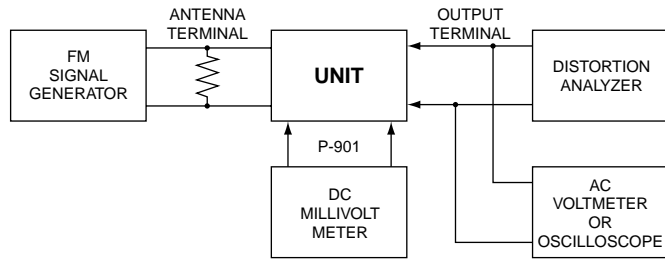 ANTENNA
TERMINAL
OUTPUT
TERMINAL
FM
SIGNAL
GENERATOR
UNIT
DISTORTION
ANALYZER
P-901
DC
MILLIVOLT
METER
AC
VOLTMETER
OR
OSCILLOSCOPE